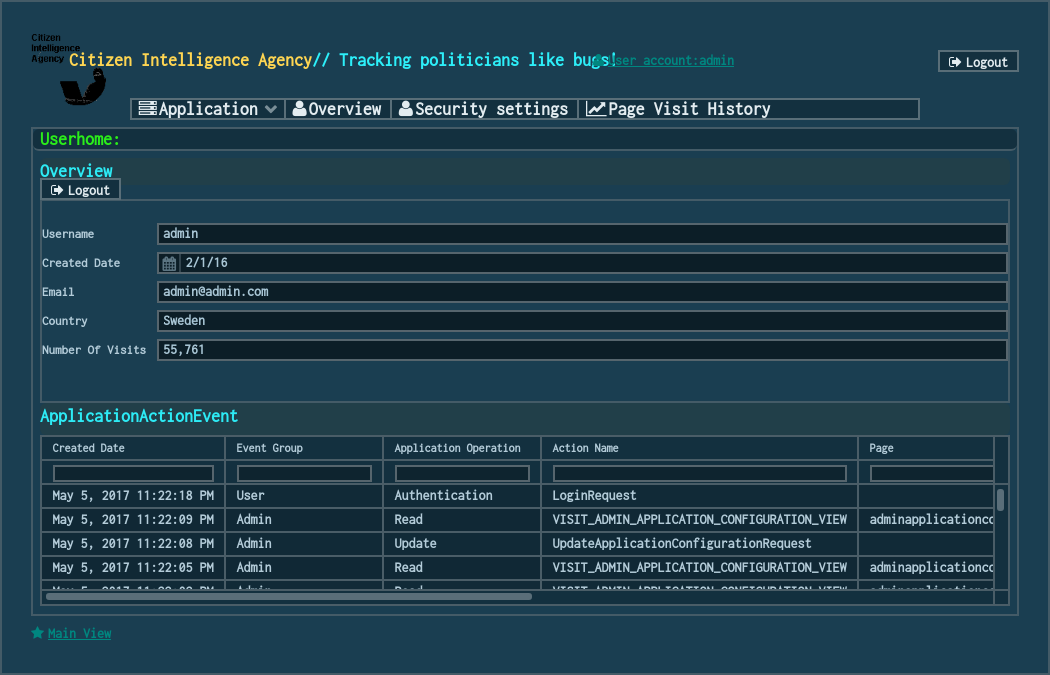 Citizen
Intelligence
Agency
Citizen Intelligence Agency// Tracking politicians like bugs!
User account:admin
Logout
Application Overview Security settings Page Visit History
Userhome:
Overview
Logout
Username admin
Created Date 2/1/16
Email admin@admin.com
Country Sweden
Number Of Visits 55,761
ApplicationActionEvent
Created Date Event Group Application Operation Action Name Page
May 5, 2017 11:22:18 PM User Authentication LoginRequest
May 5, 2017 11:22:09 PM Admin Read VISIT_ADMIN_APPLICATION_CONFIGURATION_VIEW adminapplicationco
May 5, 2017 11:22:08 PM Admin Update UpdateApplicationConfigurationRequest
May 5, 2017 11:22:05 PM Admin Read VISIT_ADMIN_APPLICATION_CONFIGURATION_VIEW adminapplicationco
Main View